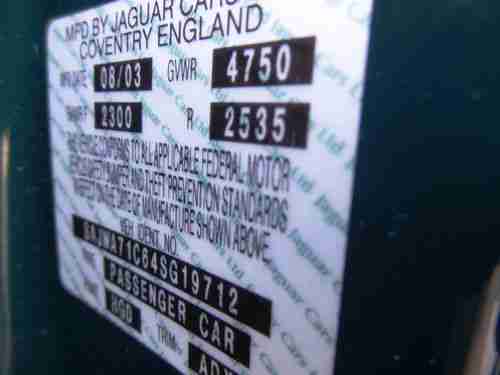 MFD BY JAGUAR CARS
COVENTRY ENGLAND
MFG DATE 08/03 GVWR 4750
2300 R 2535
THIS VEHICLE CONFORMS TO ALL APPLICABLE FEDERAL MOTOR
VEHICLE SAFETY BUMPER AND THEFT PREVENTION STANDARDS
IN EFFECT ON THE DATE OF MANUFACTURE SHOWN ABOVE
VEH. IDENT. NO
SAJWA71C64SG19712
PASSENGER CAR
HGD TRIM